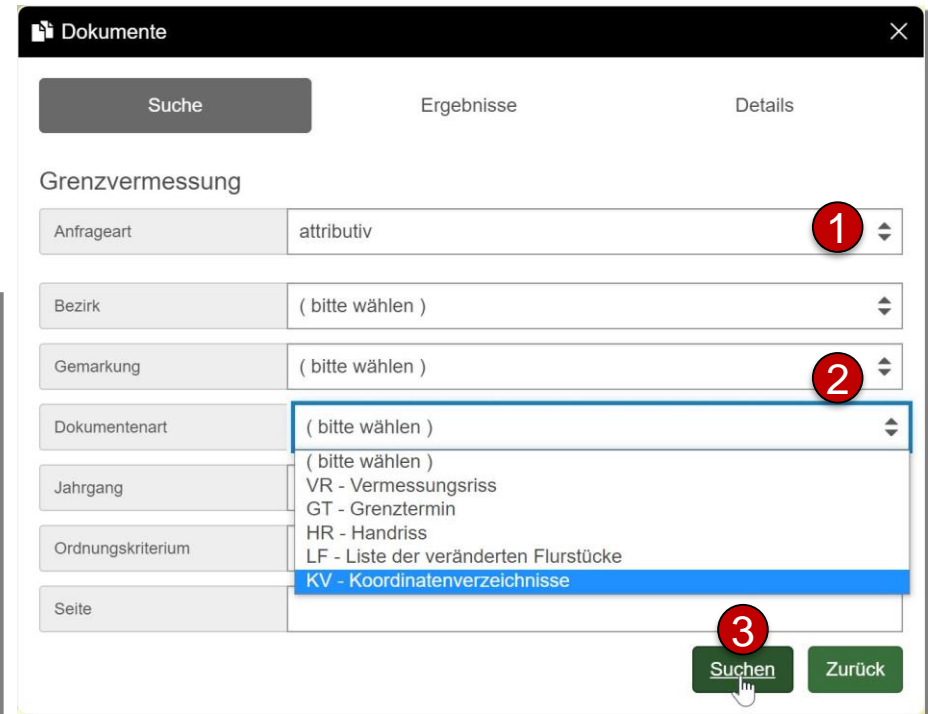 Dokumente
Suche Ergebnisse Details
Grenzvermessung
Anfrageart attributiv 1
Bezirk ( bitte wählen )
Gemarkung ( bitte wählen ) 2
Dokumentenart ( bitte wählen )
( bitte wählen )
Jahrgang VR - Vermessungsriss
GT - Grenztermin
HR - Handriss
Ordnungskriterium LF - Liste der veränderten Flurstücke
KV - Koordinatenverzeichnisse
Seite
3
Suchen Zurück